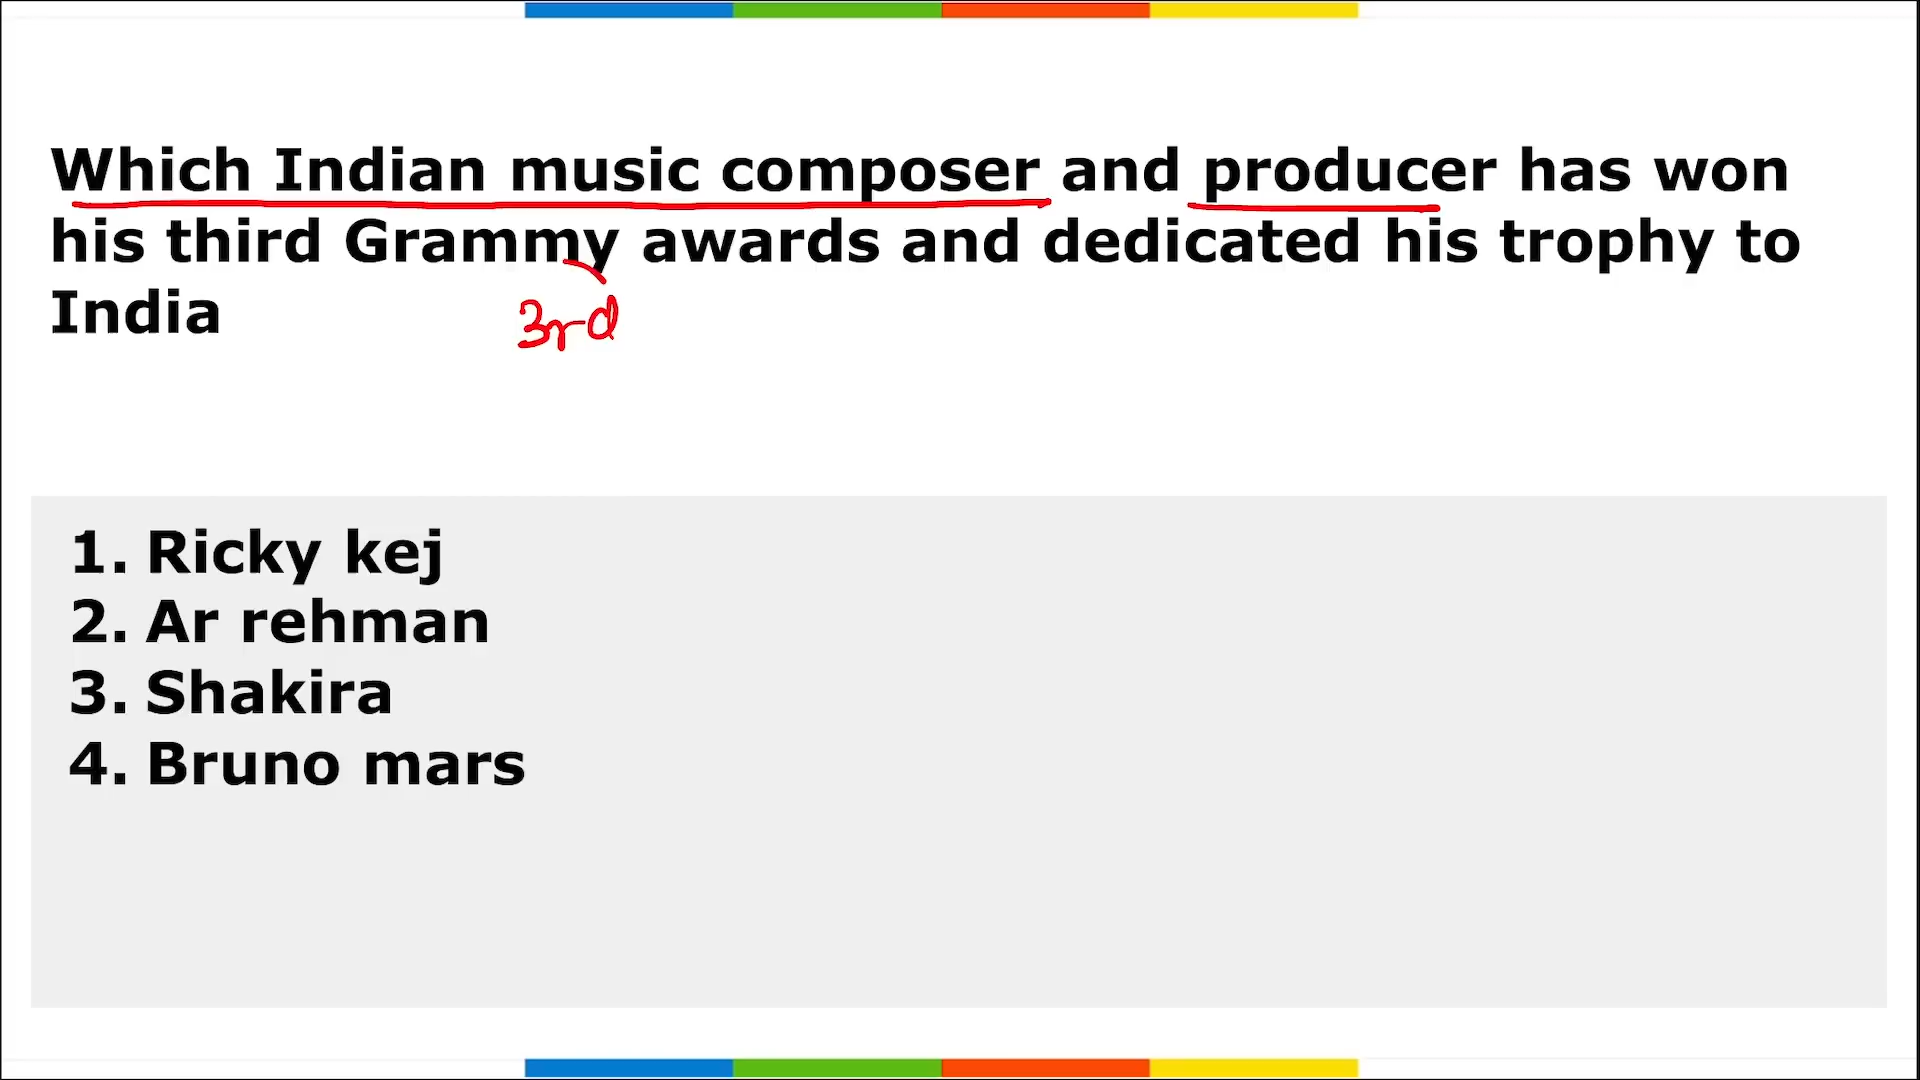 Which Indian music composer and producer has won
his third Grammy awards and dedicated his trophy to
India
3rd
1. Ricky kej
2. Ar rehman
3. Shakira
4. Bruno mars